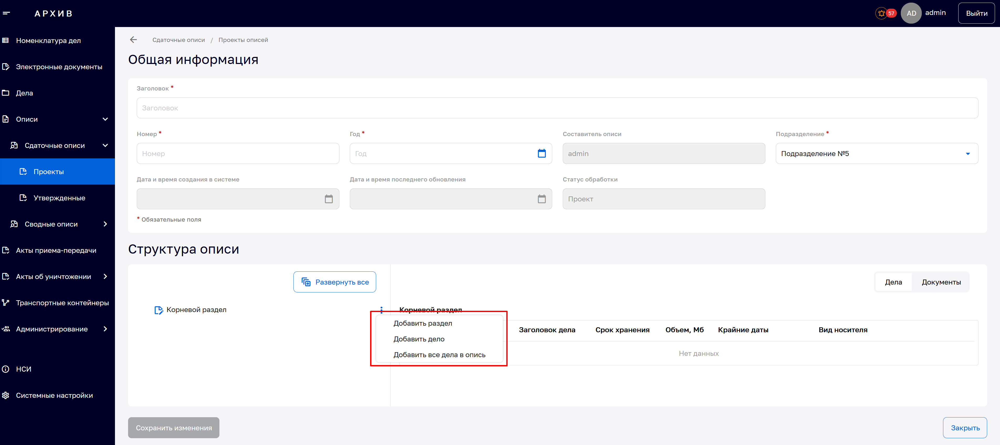 АРХИВ
57
AD
admin
Выйти
Номенклатура дел
Электронные документы
Дела
Описи
Сдаточные описи
Проекты
Утвержденные
Сводные описи
Акты приема-передачи
Акты об уничтожении
Транспортные контейнеры
Администрирование
НСИ
Системные настройки
Сдаточные описи / Проекты описей
Общая информация
Заголовок *
Заголовок
Номер *
Год *
Составитель описи
Подразделение *
Номер
Год
admin
Подразделение №5
Дата и время создания в системе
Дата и время последнего обновления
Статус обработки
Проект
* Обязательные поля
Структура описи
Развернуть все
Дела
Документы
Корневой раздел
Корневой раздел
Добавить раздел
Добавить дело
Добавить все дела в опись
Заголовок дела
Срок хранения
Объем, Мб
Крайние даты
Вид носителя
Нет данных
Сохранить изменения
Закрыть